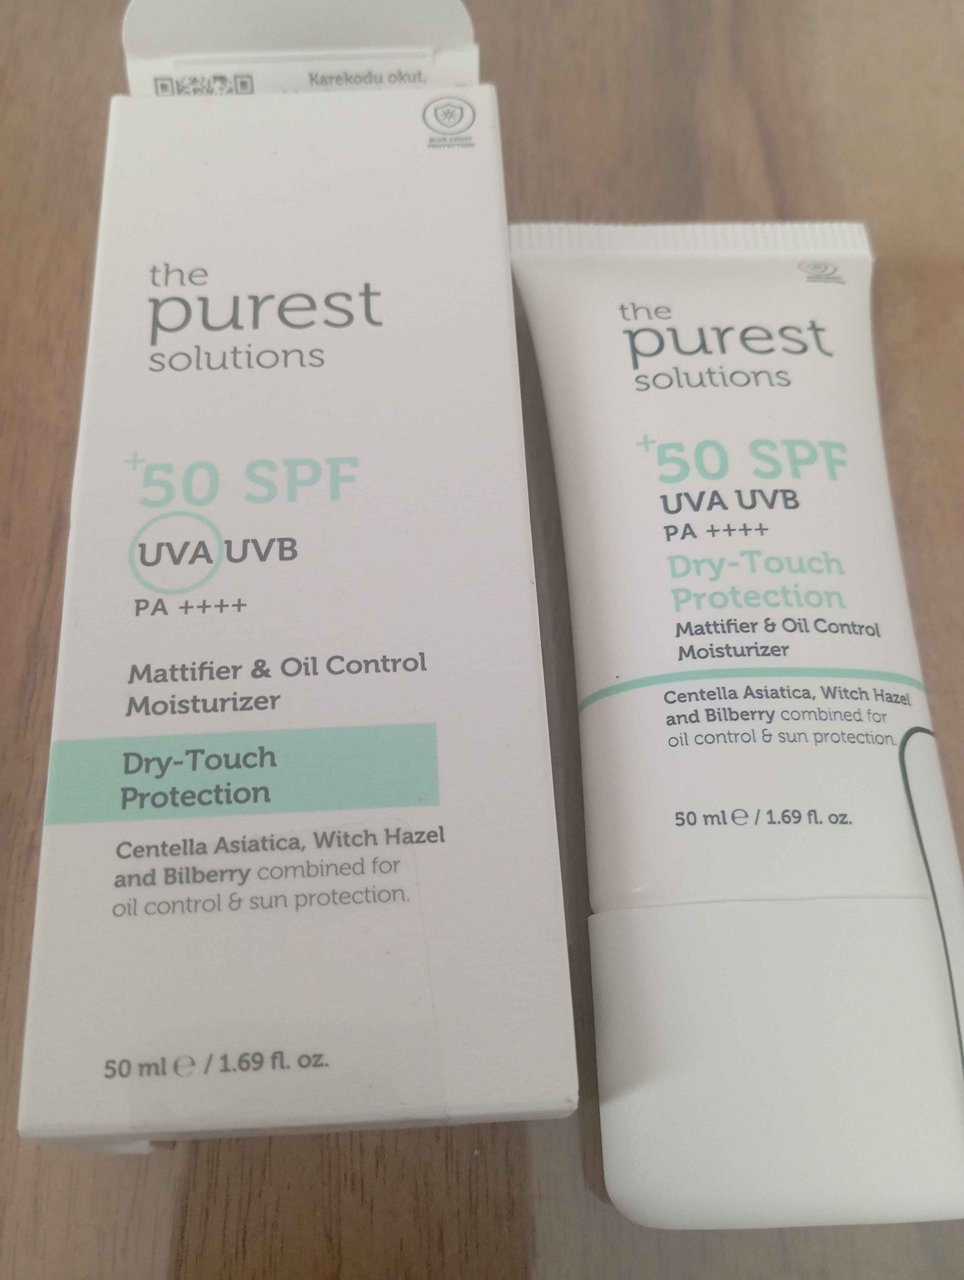 Karekodu okut,
BLUE-LIGHT
PROTECTION
the
purest
solutions
+50 SPF
UVA UVB
PA ++++
Mattifier & Oil Control
Moisturizer
Dry-Touch
Protection
Centella Asiatica, Witch Hazel
and Bilberry combined for
oil control & sun protection.
50 ml ℮ / 1.69 fl. oz.
the
purest
solutions
+50 SPF
UVA UVB
PA ++++
Dry-Touch
Protection
Mattifier & Oil Control
Moisturizer
Centella Asiatica, Witch Hazel
and Bilberry combined for
oil control & sun protection.
50 ml ℮ / 1.69 fl. oz.